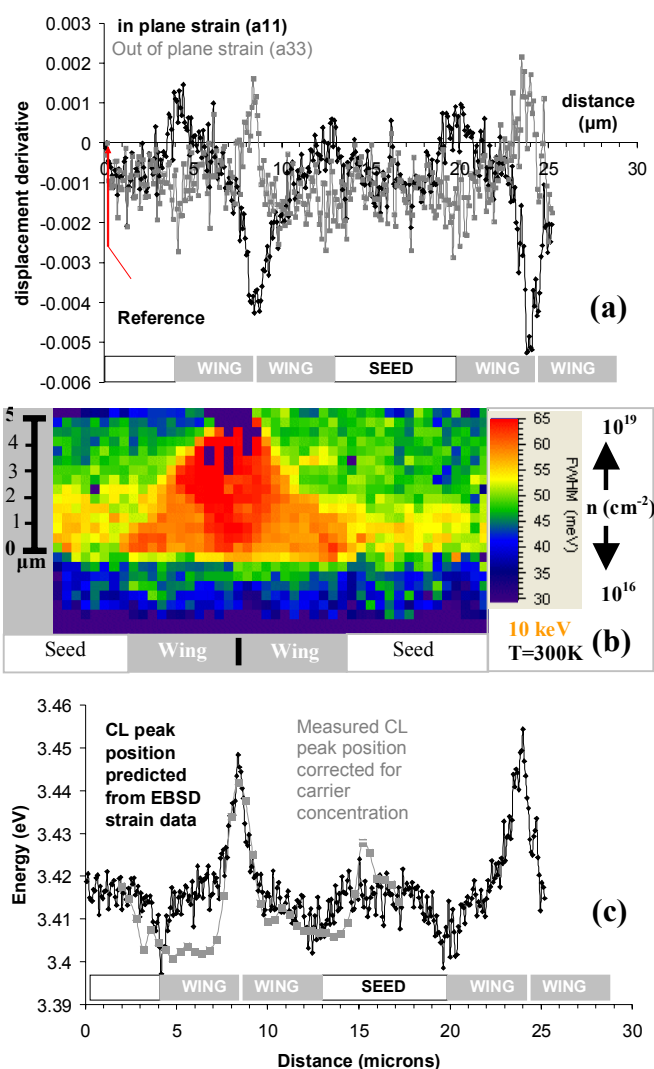 0.003
0.002
0.001
0
-0.001
-0.002
-0.003
-0.004
-0.005
-0.006
displacement derivative
in plane strain (a11)
Out of plane strain (a33)
distance
(µm)
0 5 10 15 20 25 30
Reference
(a)
WING WING SEED WING WING
5
4
3
2
1
0
µm
65
60
55
50
45
40
35
30
FWHM (meV)
10^19
n (cm^-2)
10^16
10 keV
T=300K
(b)
Seed Wing Wing Seed
3.46
3.45
3.44
3.43
3.42
3.41
3.4
3.39
Energy (eV)
CL peak
position
predicted
from EBSD
strain data
Measured CL
peak position
corrected for
carrier
concentration
(c)
WING WING SEED WING WING
0 5 10 15 20 25 30
Distance (microns)